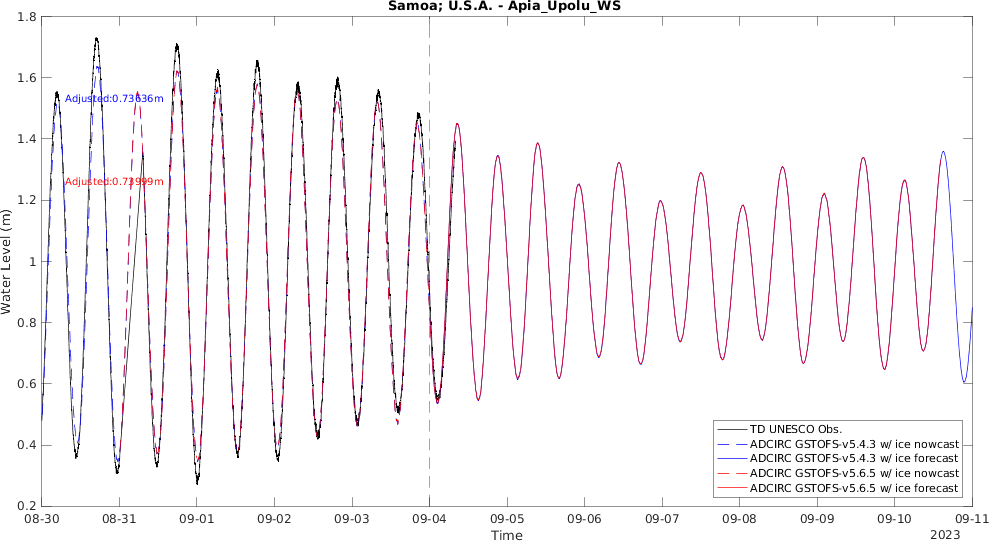 Samoa; U.S.A. - Apia_Upolu_WS
1.8
1.6
1.4
1.2
1
0.8
0.6
0.4
0.2
Water Level (m)
Adjusted:0.73636m
Adjusted:0.73999m
TD UNESCO Obs.
ADCIRC GSTOFS-v5.4.3 w/ ice nowcast
ADCIRC GSTOFS-v5.4.3 w/ ice forecast
ADCIRC GSTOFS-v5.6.5 w/ ice nowcast
ADCIRC GSTOFS-v5.6.5 w/ ice forecast
08-30 08-31 09-01 09-02 09-03 09-04 09-05 09-06 09-07 09-08 09-09 09-10 09-11
Time
2023